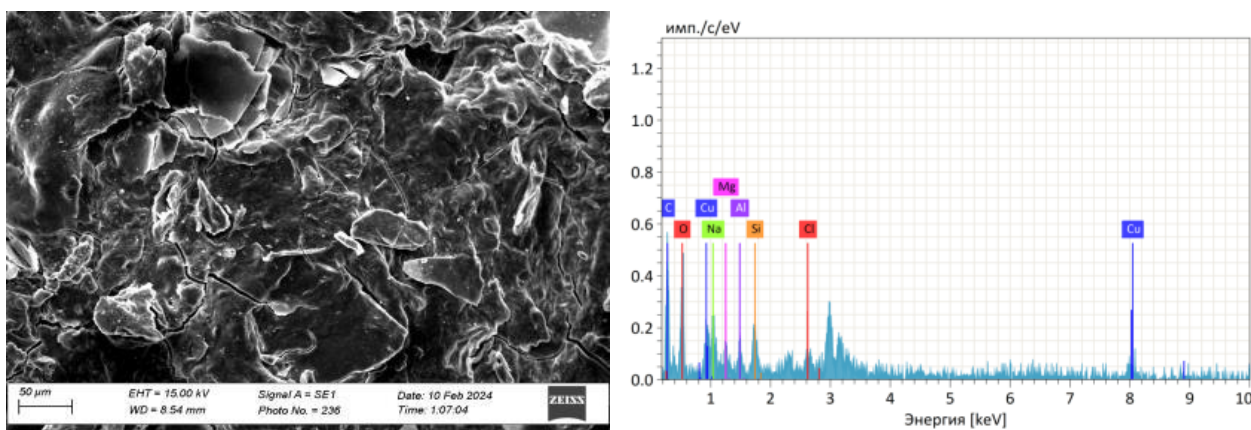 50 μm
EHT = 15.00 kV
Signal A = SE1
Date: 10 Feb 2024
WD = 8.54 mm
Photo No. = 236
Time: 1:07:04
ZEISS
имп./с/eV
1.2
1.0
0.8
0.6
0.4
0.2
0.0
Mg
C
Cu
Al
O
Na
Si
Cl
Cu
1 2 3 4 5 6 7 8 9 10
Энергия [keV]